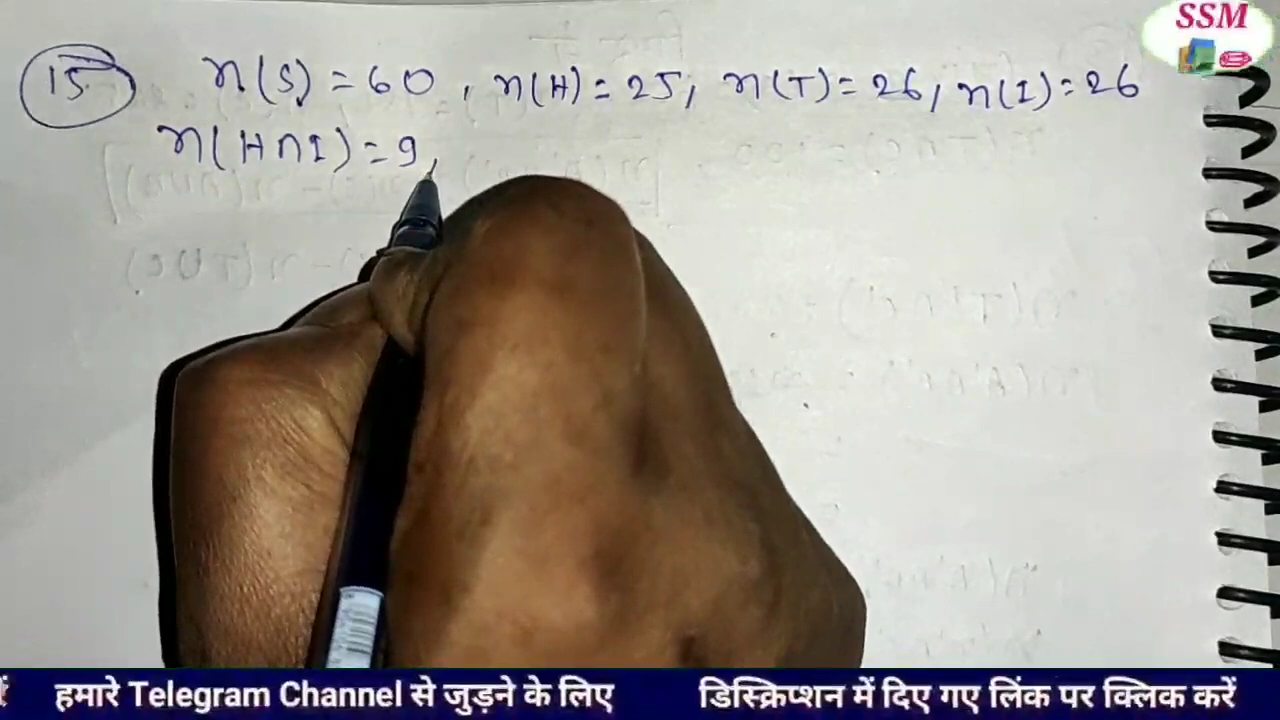 SSM
15. n(S) = 60, n(H) = 25, n(T) = 26, n(I) = 26
n(H∩I) = 9,
हमारे Telegram Channel से जुड़ने के लिए डिस्क्रिप्शन में दिए गए लिंक पर क्लिक करें